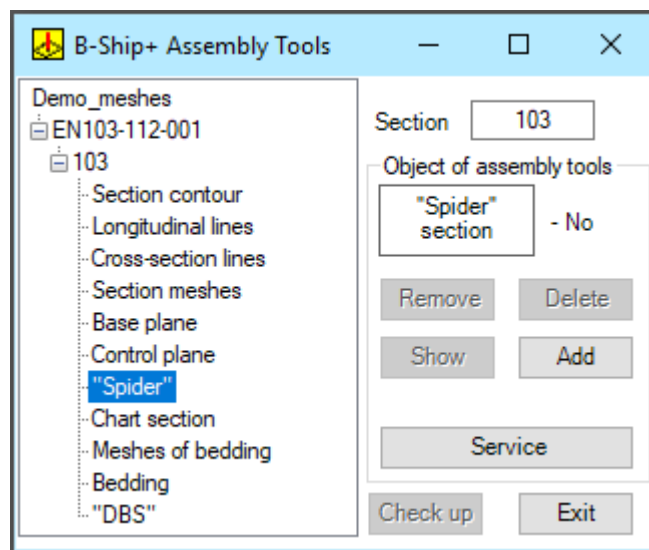 B-Ship+ Assembly Tools
Demo_meshes
EN103-112-001
103
Section contour
Longitudinal lines
Cross-section lines
Section meshes
Base plane
Control plane
"Spider"
Chart section
Meshes of bedding
Bedding
"DBS"
Section 103
Object of assembly tools
"Spider"
section
- No
Remove Delete
Show Add
Service
Check up Exit